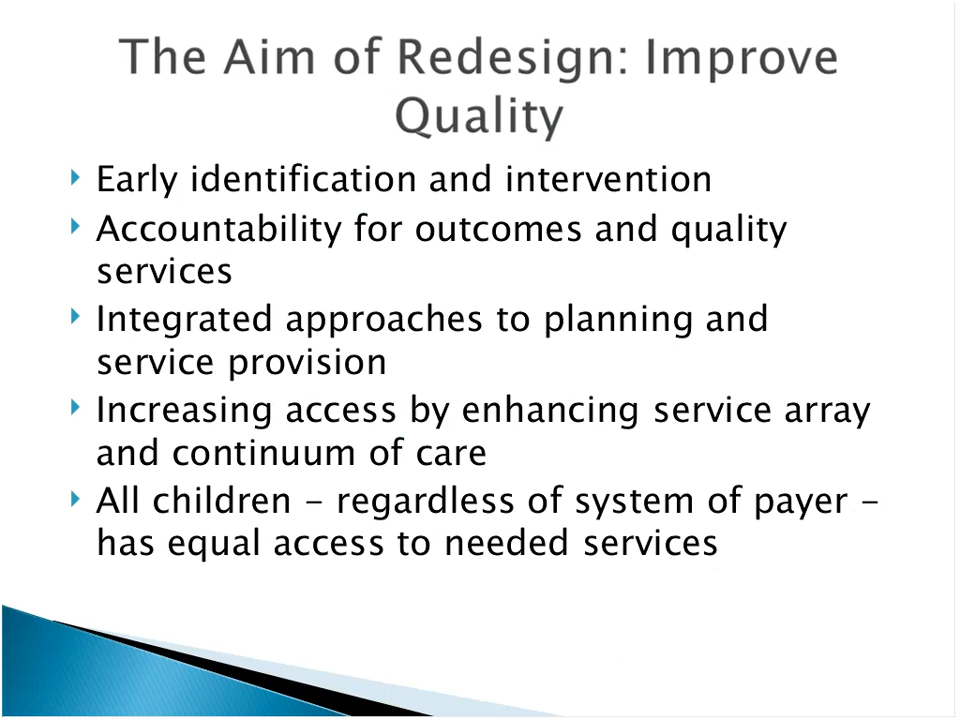 The Aim of Redesign: Improve
Quality
Early identification and intervention
Accountability for outcomes and quality
services
Integrated approaches to planning and
service provision
Increasing access by enhancing service array
and continuum of care
All children – regardless of system of payer –
has equal access to needed services